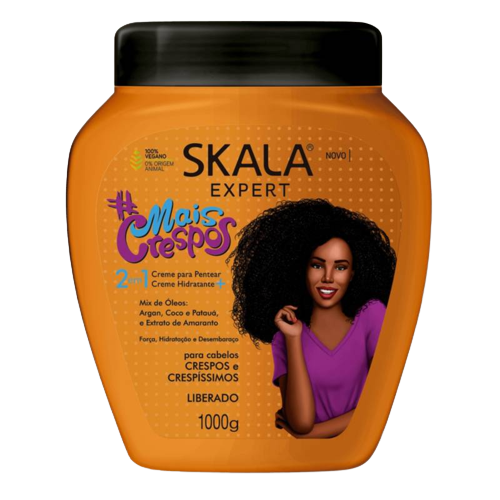 100%
VEGANO
0% ORIGEM
ANIMAL
SKALA®
NOVO |
EXPERT
#Mais
Crespos
2 em 1
Creme para Pentear
Creme Hidratante +
Mix de Óleos:
Argan, Coco e Patauá,
e Extrato de Amaranto
Força, Hidratação e Desembaraço
para cabelos
CRESPOS e
CRESPÍSSIMOS
LIBERADO
1000g